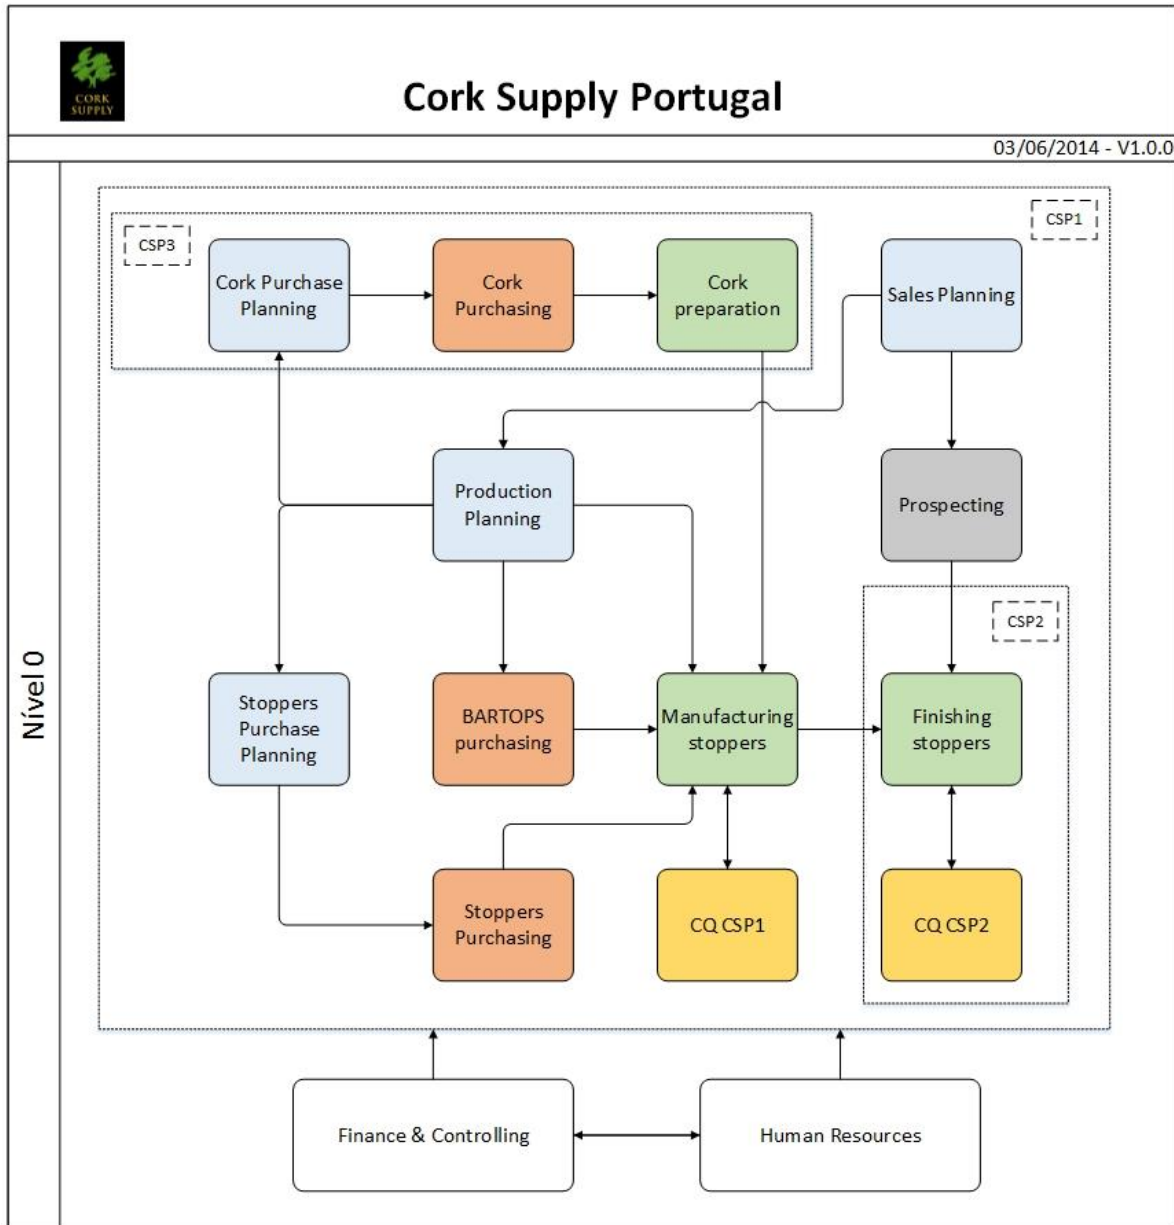 CORK
SUPPLY
Cork Supply Portugal
03/06/2014 - V1.0.0
Nível 0
CSP1
CSP3
Cork Purchase
Planning
Cork
Purchasing
Cork
preparation
Sales Planning
Production
Planning
Prospecting
CSP2
Stoppers
Purchase
Planning
BARTOPS
purchasing
Manufacturing
stoppers
Finishing
stoppers
Stoppers
Purchasing
CQ CSP1
CQ CSP2
Finance & Controlling
Human Resources